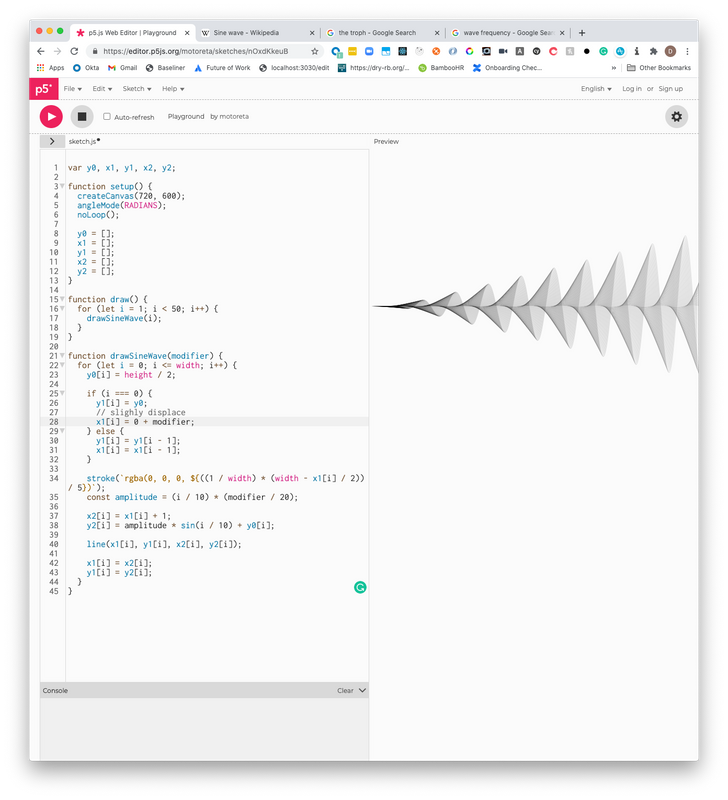 p5.js Web Editor | Playground
Sine wave - Wikipedia
the troph - Google Search
wave frequency - Google Sear
https://editor.p5js.org/motoreta/sketches/nOxdKkeuB
Apps Okta Gmail Baseliner Future of Work localhost:3030/edit https://dry-rb.org/... BambooHR Onboarding Chec... » Other Bookmarks
p5* File Edit Sketch Help English Log in or Sign up
Auto-refresh Playground by motoreta
sketch.js Preview
1 var y0, x1, y1, x2, y2;
2
3 function setup() {
4 createCanvas(720, 600);
5 angleMode(RADIANS);
6 noLoop();
7
8 y0 = [];
9 x1 = [];
10 y1 = [];
11 x2 = [];
12 y2 = [];
13 }
14
15 function draw() {
16 for (let i = 1; i < 50; i++) {
17 drawSineWave(i);
18 }
19 }
20
21 function drawSineWave(modifier) {
22 for (let i = 0; i <= width; i++) {
23 y0[i] = height / 2;
24
25 if (i === 0) {
26 y1[i] = y0;
27 // slighly displace
28 x1[i] = 0 + modifier;
29 } else {
30 y1[i] = y1[i - 1];
31 x1[i] = x1[i - 1];
32 }
33
34 stroke(`rgba(0, 0, 0, ${((1 / width) * (width - x1[i] / 2))
/ 5})`);
35 const amplitude = (i / 10) * (modifier / 20);
36
37 x2[i] = x1[i] + 1;
38 y2[i] = amplitude * sin(i / 10) + y0[i];
39
40 line(x1[i], y1[i], x2[i], y2[i]);
41
42 x1[i] = x2[i];
43 y1[i] = y2[i];
44 }
45 }
Console Clear